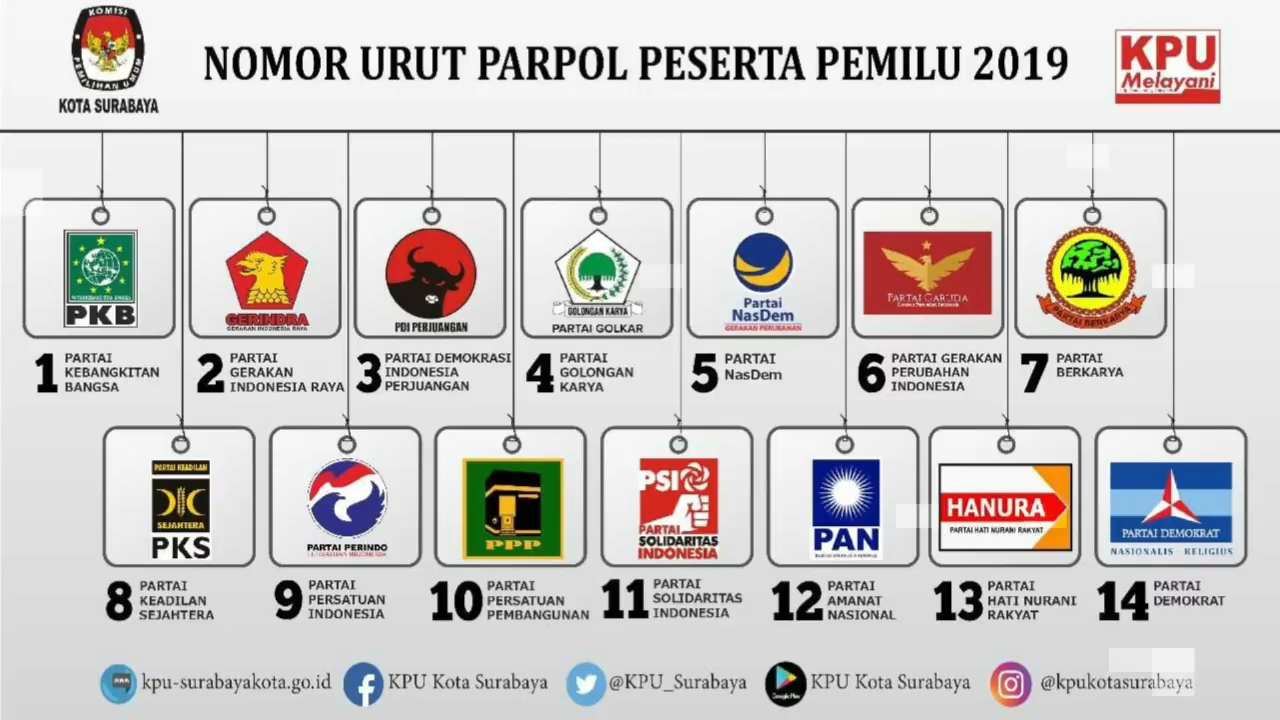 KOMISI
PEMILIHAN UMUM
KOTA SURABAYA
NOMOR URUT PARPOL PESERTA PEMILU 2019
KPU
Melayani
PKB
GERINDRA
GERAKAN INDONESIA RAYA
PDI PERJUANGAN
GOLONGAN KARYA
PARTAI GOLKAR
Partai
NasDem
GERAKAN PERUBAHAN
PARTAI GARUDA
PARTAI BERKARYA
1 PARTAI
KEBANGKITAN
BANGSA
2 PARTAI
GERAKAN
INDONESIA RAYA
3 PARTAI DEMOKRASI
INDONESIA
PERJUANGAN
4 PARTAI
GOLONGAN
KARYA
5 PARTAI
NasDem
6 PARTAI GERAKAN
PERUBAHAN
INDONESIA
7 PARTAI
BERKARYA
PARTAI KEADILAN
SEJAHTERA
PKS
PARTAI PERINDO
PPP
PSI
PARTAI
SOLIDARITAS
INDONESIA
PAN
HANURA
PARTAI HATI NURANI RAKYAT
PARTAI DEMOKRAT
NASIONALIS - RELIGIUS
8 PARTAI
KEADILAN
SEJAHTERA
9 PARTAI
PERSATUAN
INDONESIA
10 PARTAI
PERSATUAN
PEMBANGUNAN
11 PARTAI
SOLIDARITAS
INDONESIA
12 PARTAI
AMANAT
NASIONAL
13 PARTAI
HATI NURANI
RAKYAT
14 PARTAI
DEMOKRAT
kpu-surabayakota.go.id
KPU Kota Surabaya
@KPU_Surabaya
Google Play
KPU Kota Surabaya
@kpukotasurabaya